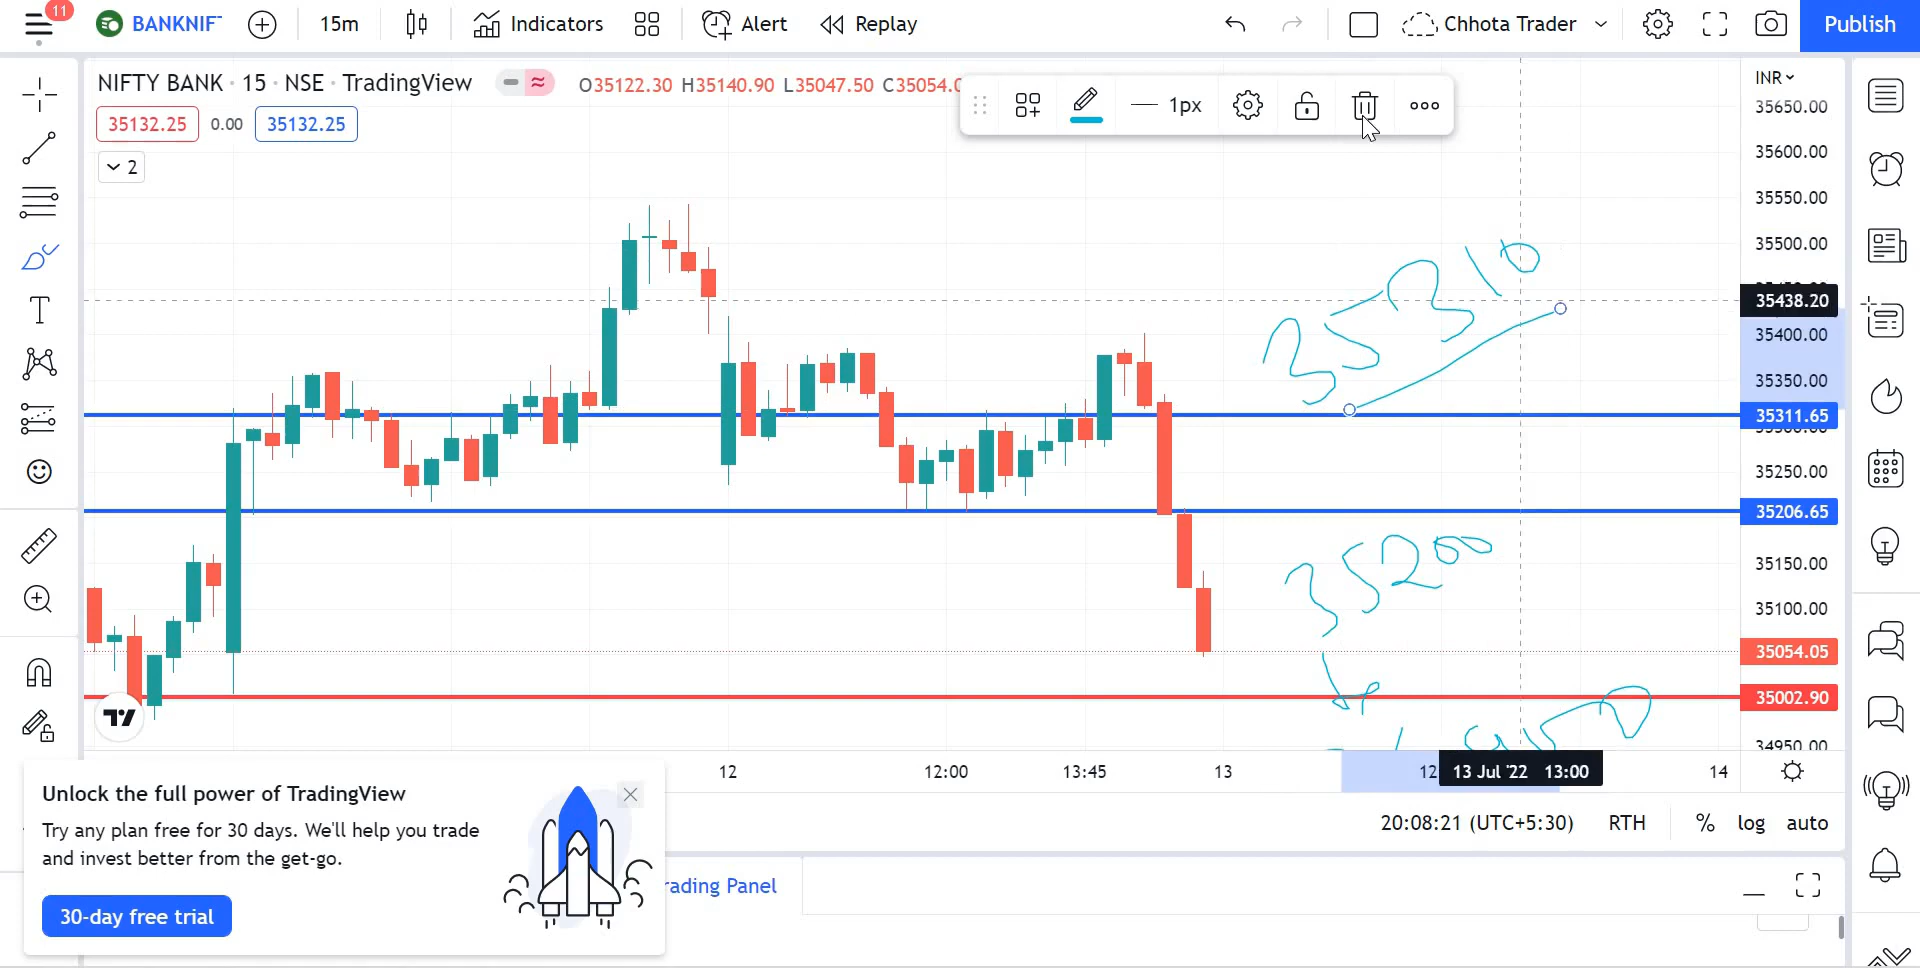 11
BANKNIF
15m
Indicators
Alert
Replay
Chhota Trader
Publish
NIFTY BANK · 15 · NSE · TradingView
O35122.30 H35140.90 L35047.50 C35054.0
1px
INR
35132.25
0.00
35132.25
2
35650.00
35600.00
35550.00
35500.00
35438.20
35400.00
35350.00
35311.65
35250.00
35206.65
35150.00
35100.00
35054.05
35002.90
34950.00
35310
35200
12
12:00
13:45
13
12
13 Jul '22 13:00
14
20:08:21 (UTC+5:30)
RTH
%
log
auto
Unlock the full power of TradingView
Try any plan free for 30 days. We'll help you trade
and invest better from the get-go.
30-day free trial
rading Panel